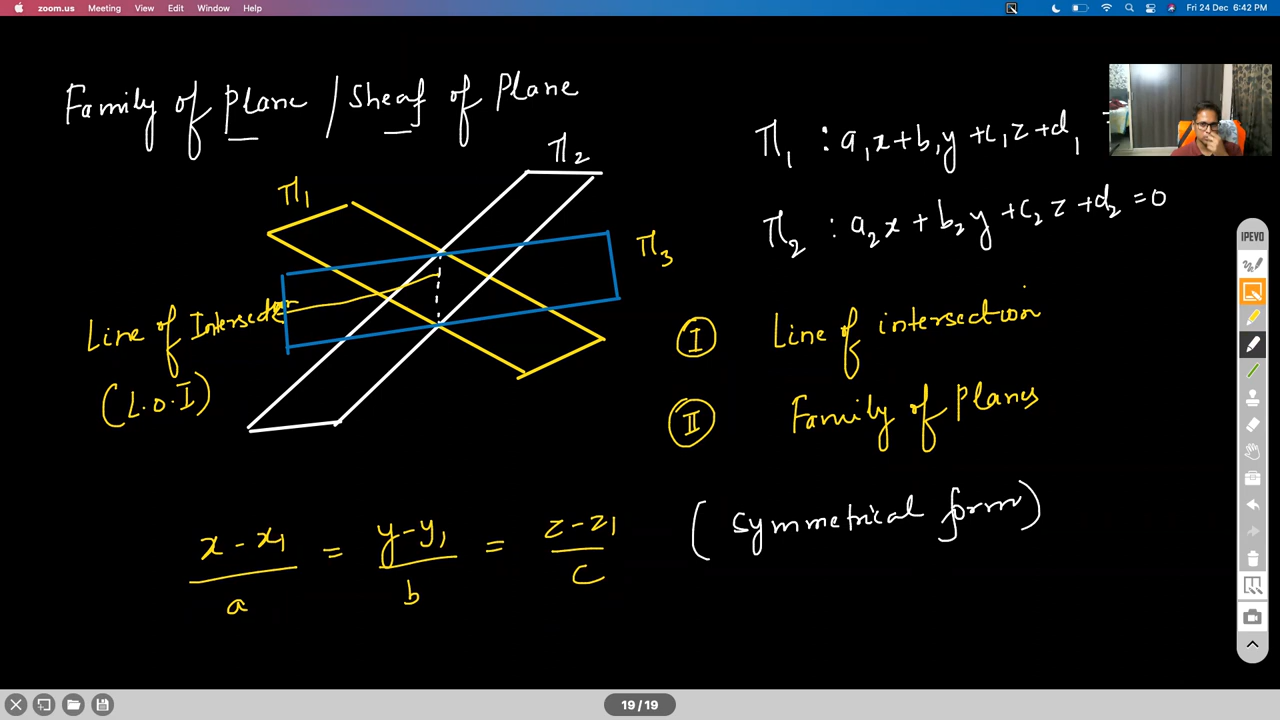 zoom.us Meeting View Edit Window Help Fri 24 Dec 6:42 PM
Family of Plane / Sheaf of Plane
π₁ : a₁x + b₁y + c₁z + d₁
π₂ : a₂x + b₂y + c₂z + d₂ = 0
π₁
π₂
π₃
Line of
(L.O.I)
Ⓘ Line of intersection
Ⅱ Family of Planes
(symmetrical form)
x - x₁ / a = y - y₁ / b = z - z₁ / c
IPEVO
19 / 19